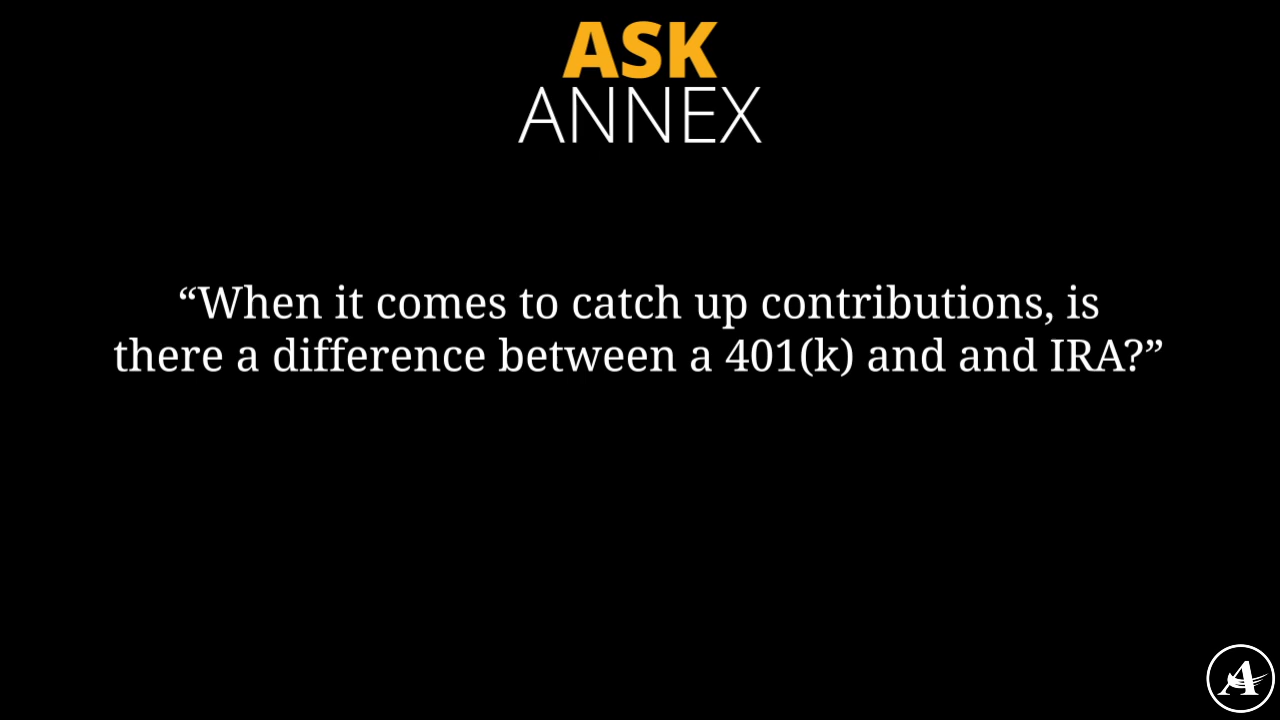 ASK
ANNEX
“When it comes to catch up contributions, is
there a difference between a 401(k) and and IRA?”
A